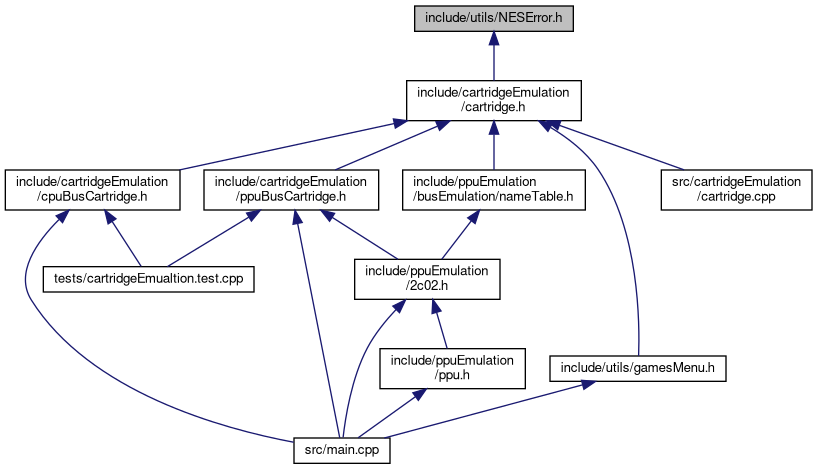 include/utils/NESError.h
include/cartridgeEmulation
/cartridge.h
include/cartridgeEmulation
/cpuBusCartridge.h
include/cartridgeEmulation
/ppuBusCartridge.h
include/ppuEmulation
/busEmulation/nameTable.h
src/cartridgeEmulation
/cartridge.cpp
tests/cartridgeEmualtion.test.cpp
include/ppuEmulation
/2c02.h
include/ppuEmulation
/ppu.h
include/utils/gamesMenu.h
src/main.cpp